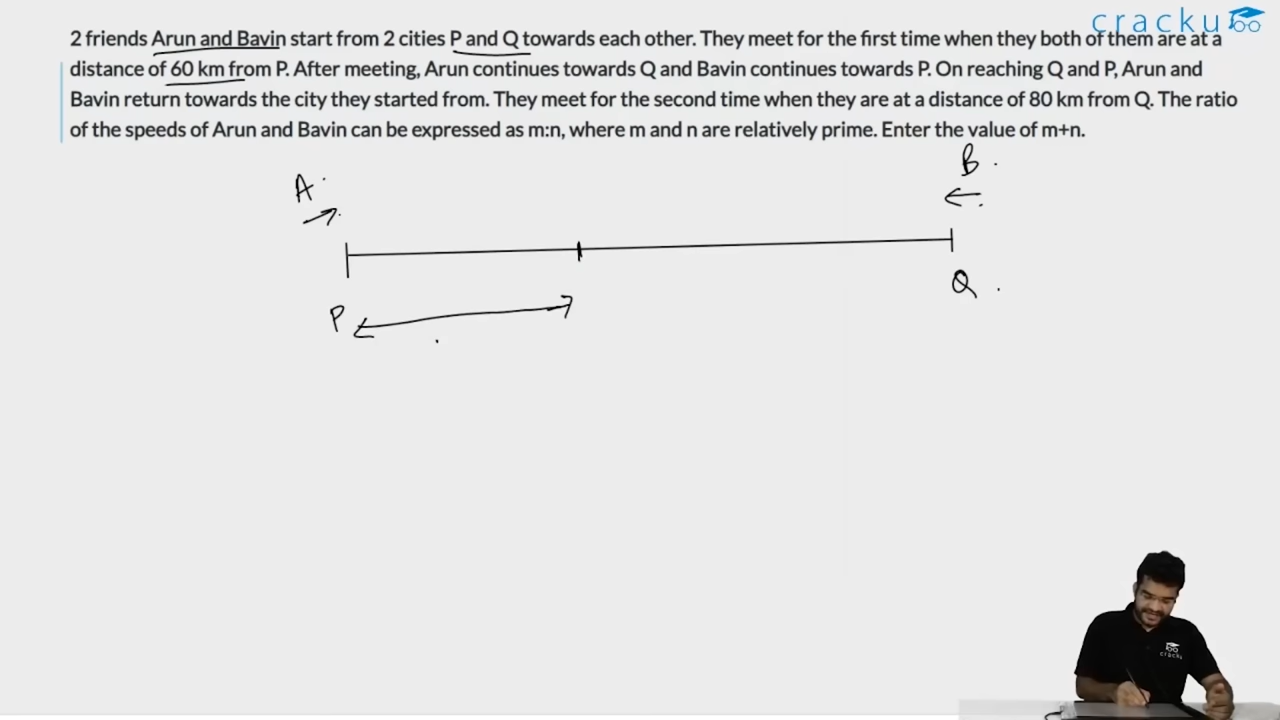 cracku
2 friends Arun and Bavin start from 2 cities P and Q towards each other. They meet for the first time when they both of them are at a
distance of 60 km from P. After meeting, Arun continues towards Q and Bavin continues towards P. On reaching Q and P, Arun and
Bavin return towards the city they started from. They meet for the second time when they are at a distance of 80 km from Q. The ratio
of the speeds of Arun and Bavin can be expressed as m:n, where m and n are relatively prime. Enter the value of m+n.
A
B
P
Q
cracku